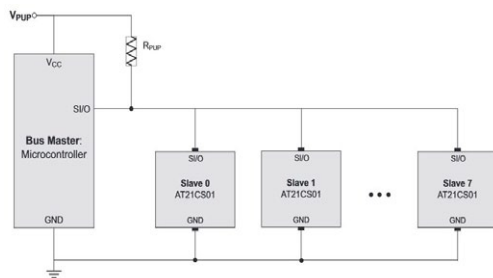 VPUP
RPUP
VCC
SI/O
Bus Master:
Microcontroller
GND
SI/O
Slave 0
AT21CS01
GND
SI/O
Slave 1
AT21CS01
GND
SI/O
Slave 7
AT21CS01
GND